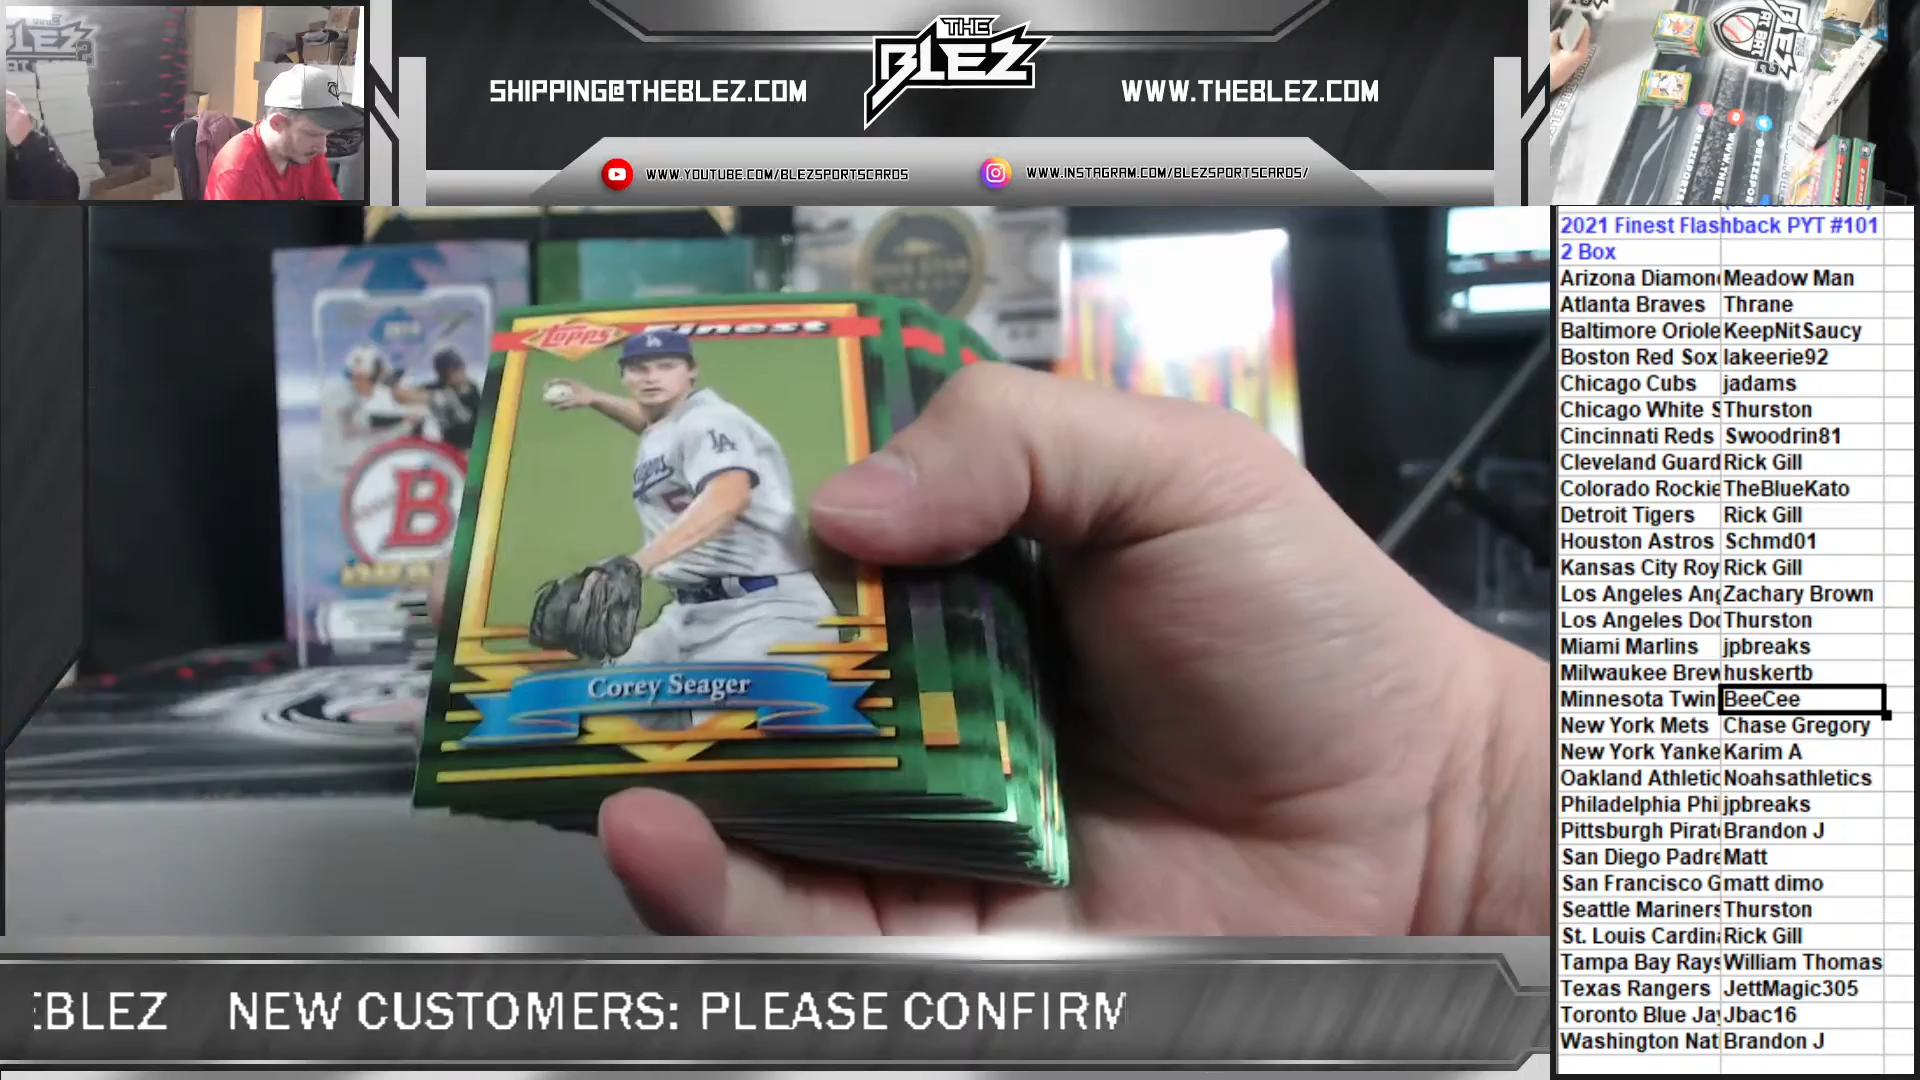 THE
BLEZ
SHIPPING@THEBLEZ.COM
WWW.THEBLEZ.COM
WWW.YOUTUBE.COM/BLEZSPORTSCARDS
WWW.INSTAGRAM.COM/BLEZSPORTSCARDS/
2021 Finest Flashback PYT #101
2 Box
Arizona Diamon Meadow Man
Atlanta Braves Thrane
Baltimore Oriole KeepNitSaucy
Boston Red Sox lakeerie92
Chicago Cubs jadams
Chicago White S Thurston
Cincinnati Reds Swoodrin81
Cleveland Guard Rick Gill
Colorado Rockie TheBlueKato
Detroit Tigers Rick Gill
Houston Astros Schmd01
Kansas City Roy Rick Gill
Los Angeles Ang Zachary Brown
Los Angeles Dod Thurston
Miami Marlins jpbreaks
Milwaukee Brew huskertb
Minnesota Twin BeeCee
New York Mets Chase Gregory
New York Yanke Karim A
Oakland Athletic Noahsathletics
Philadelphia Phi jpbreaks
Pittsburgh Pirat Brandon J
San Diego Padre Matt
San Francisco G matt dimo
Seattle Mariners Thurston
St. Louis Cardin Rick Gill
Tampa Bay Rays William Thomas
Texas Rangers JettMagic305
Toronto Blue Jay Jbac16
Washington Nat Brandon J
Topps Finest
LA
LA
5
Corey Seager
B
EBLEZ NEW CUSTOMERS: PLEASE CONFIRM